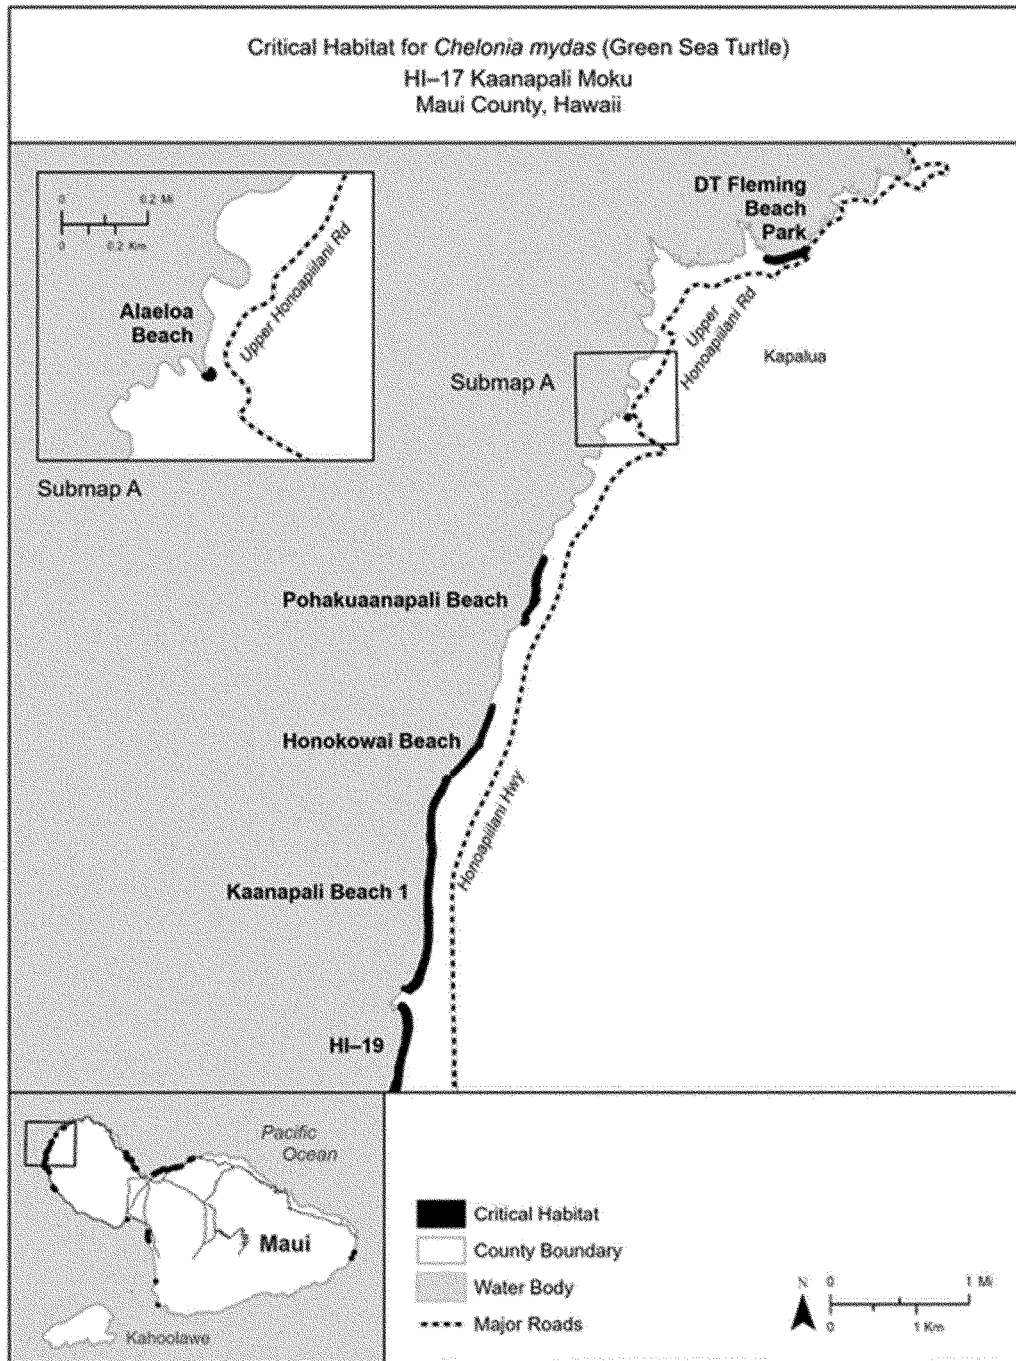 Critical Habitat for Chelonia mydas (Green Sea Turtle)
HI–17 Kaanapali Moku
Maui County, Hawaii
DT Fleming
Beach
Park
0 0.2 Mi
0 0.2 Km
Upper Honoapiilani Rd
Alaeloa
Beach
Submap A
Upper
Honoapiilani Rd
Kapalua
Submap A
Pohakuaanapali Beach
Honokowai Beach
Honoapiilani Hwy
Kaanapali Beach 1
HI–19
Pacific
Ocean
Maui
Kahoolawe
Critical Habitat
County Boundary
Water Body
Major Roads
N
0 1 Mi
0 1 Km